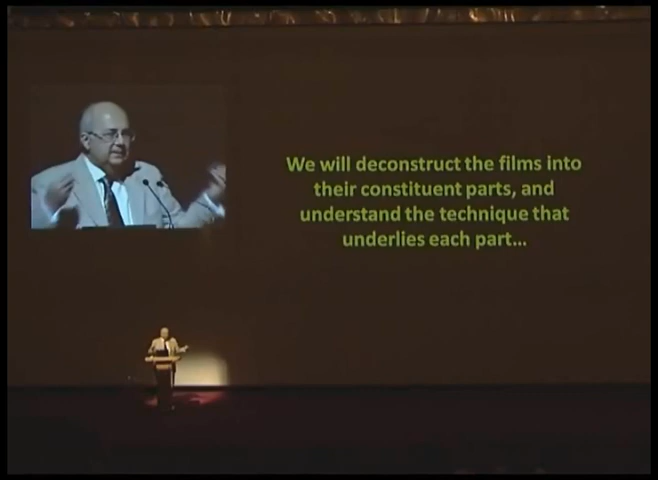 We will deconstruct the films into
their constituent parts, and
understand the technique that
underlies each part...